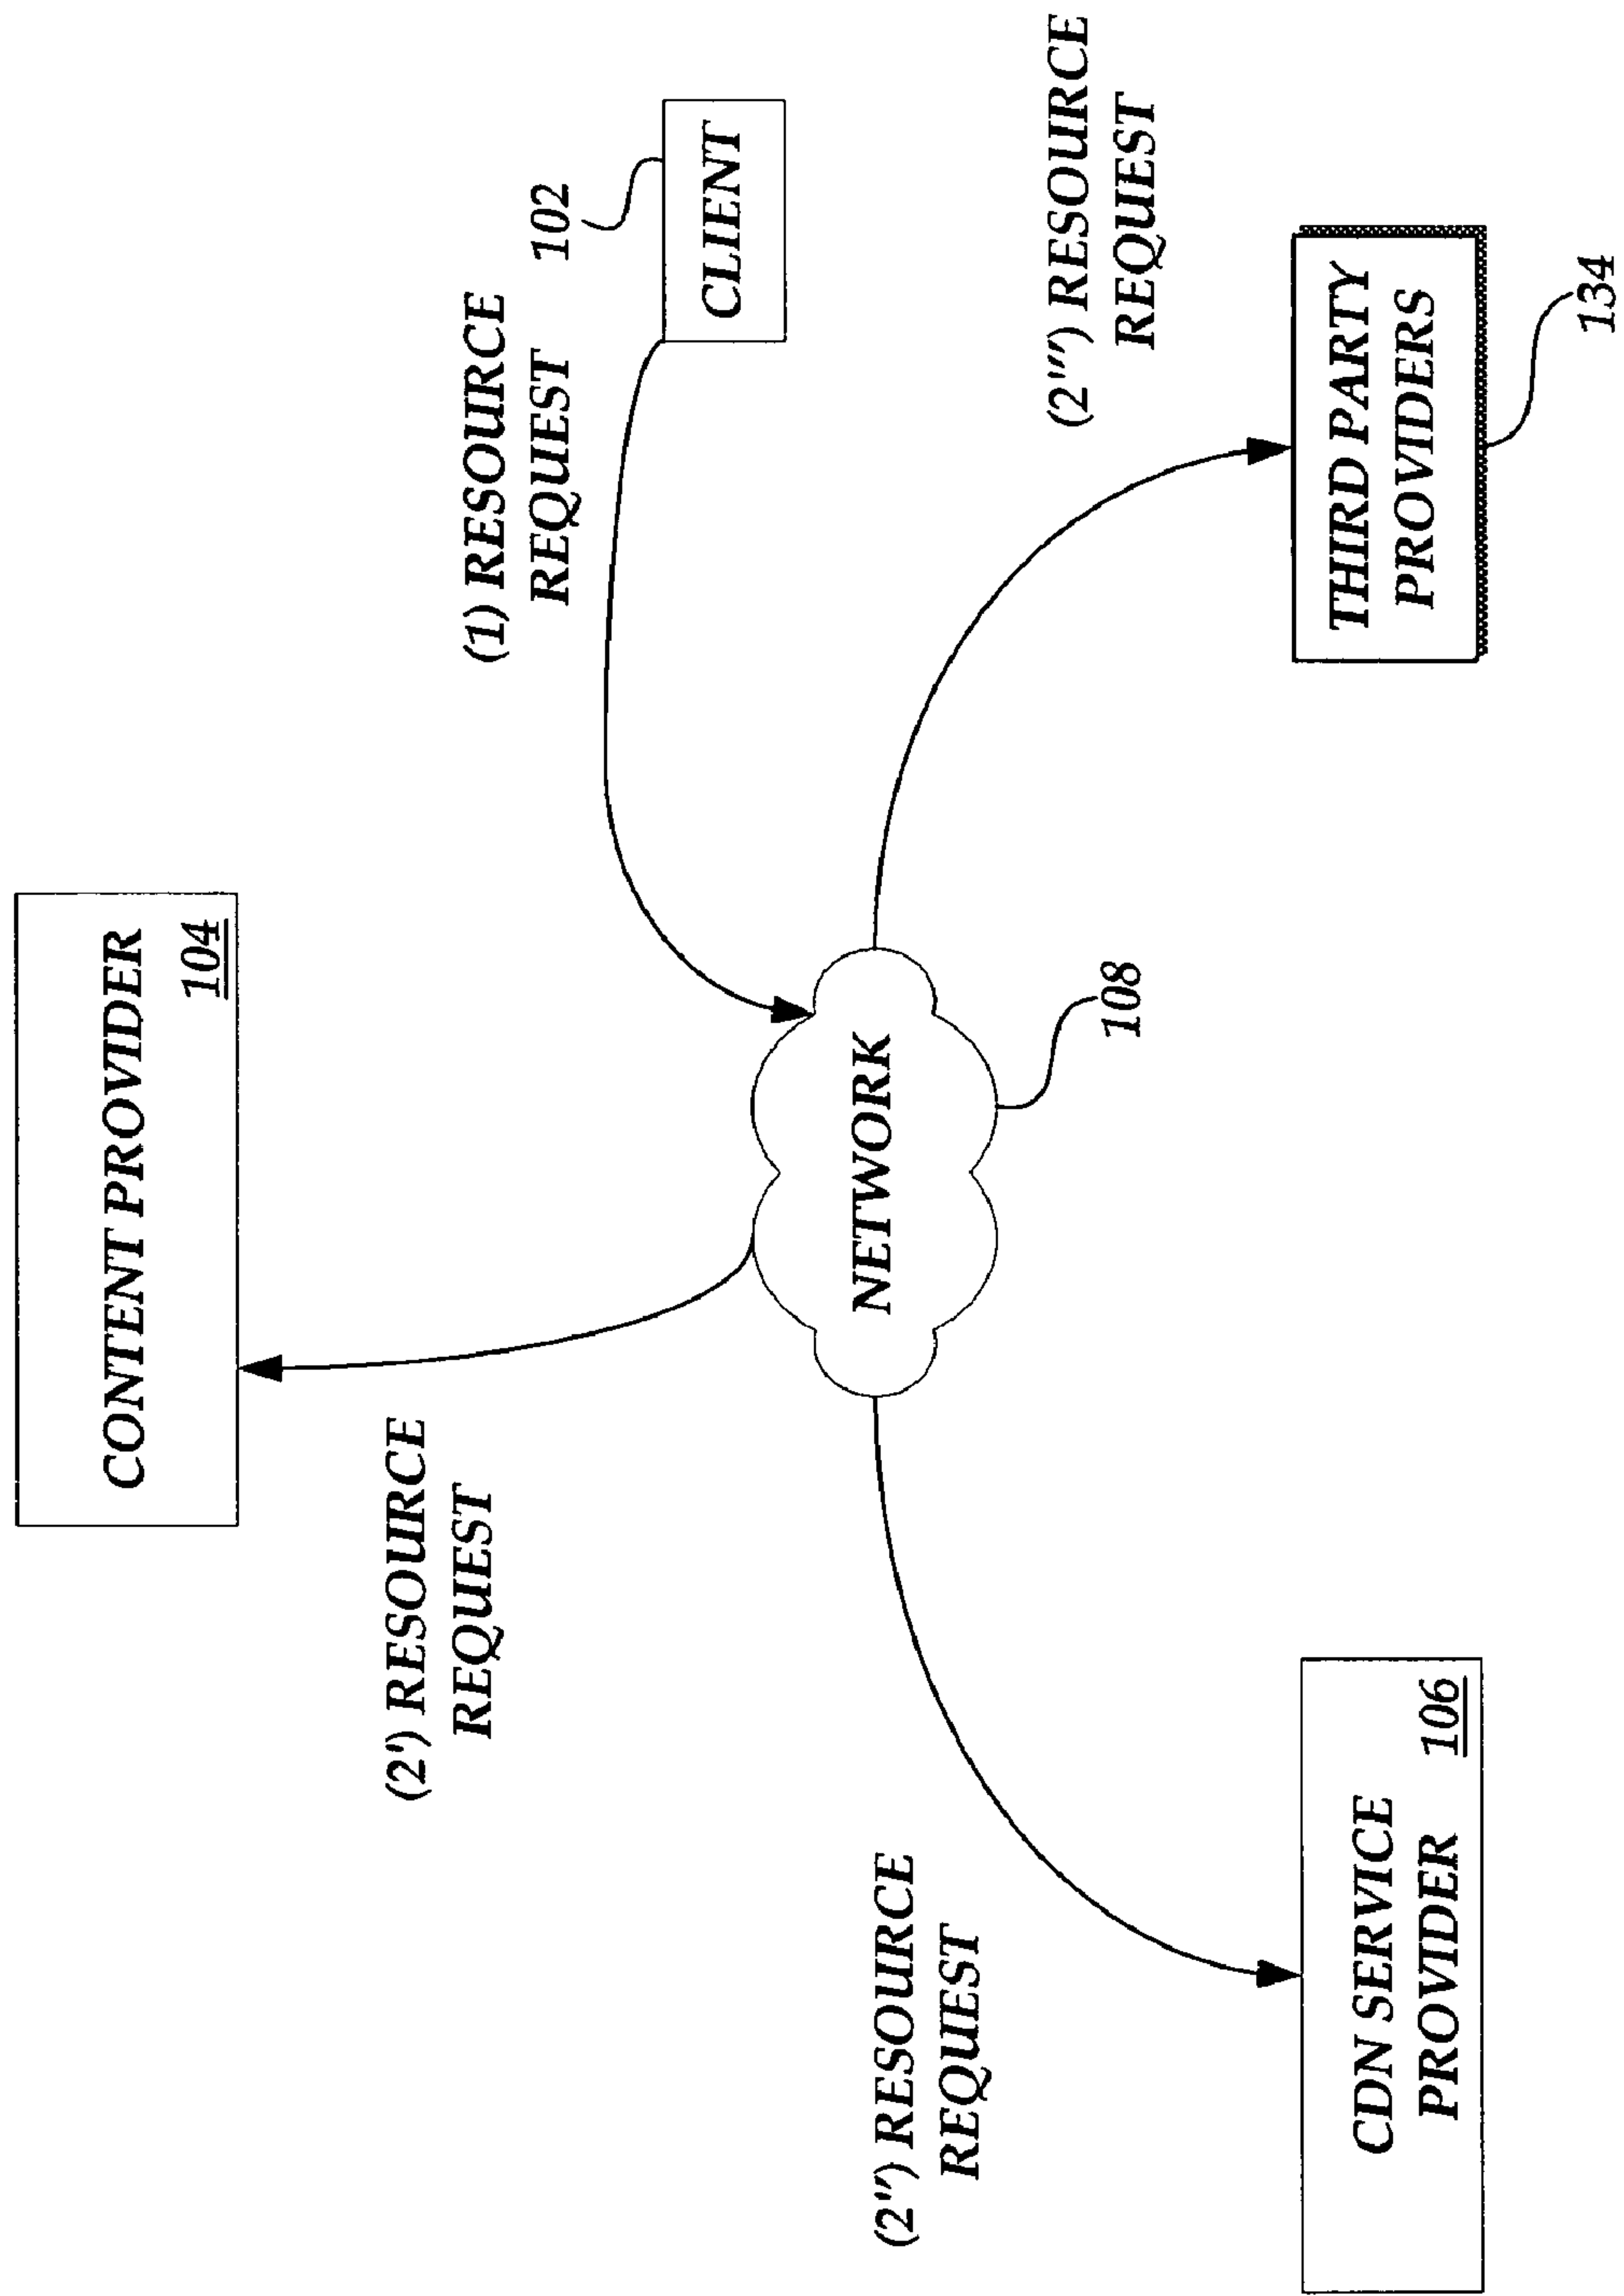 CONTENT PROVIDER
104
(1) RESOURCE
REQUEST
102
CLIENT
(2') RESOURCE
REQUEST
NETWORK
108
(2'') RESOURCE
REQUEST
(2''') RESOURCE
REQUEST
CDN SERVICE
PROVIDER
106
THIRD PARTY
PROVIDERS
134